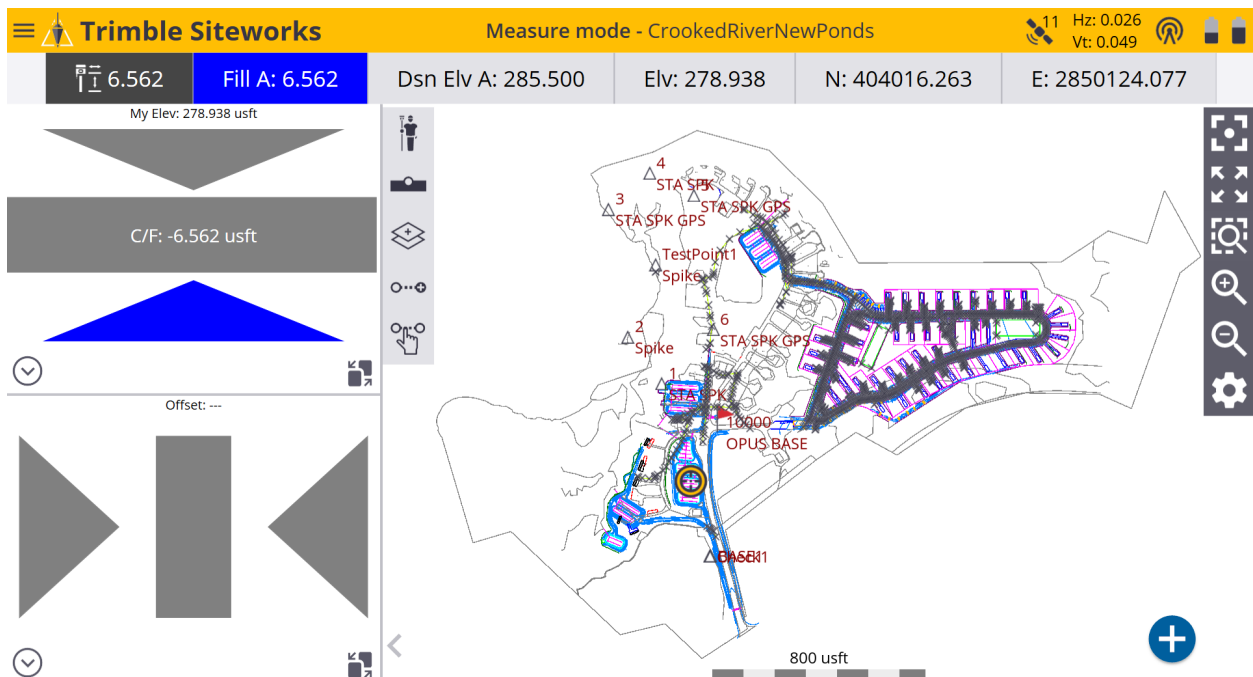 Trimble Siteworks
Measure mode - CrookedRiverNewPonds
11
Hz: 0.026
Vt: 0.049
6.562
Fill A: 6.562
Dsn Elv A: 285.500
Elv: 278.938
N: 404016.263
E: 2850124.077
My Elev: 278.938 usft
C/F: -6.562 usft
Offset: ---
4
STA SPK
5
STA SPK GPS
3
STA SPK GPS
TestPoint1
Spike
6
STA SPK GPS
2
Spike
1
STA SPK
10000
OPUS BASE
800 usft